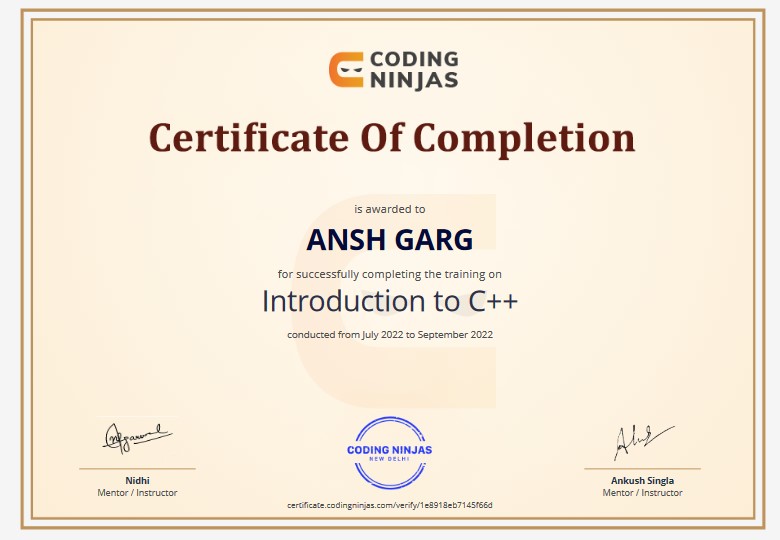 CODING
NINJAS
Certificate Of Completion
is awarded to
ANSH GARG
for successfully completing the training on
Introduction to C++
conducted from July 2022 to September 2022
CODING NINJAS
NEW DELHI
Nidhi
Mentor / Instructor
Ankush Singla
Mentor / Instructor
certificate.codingninjas.com/verify/1e8918eb7145f66d